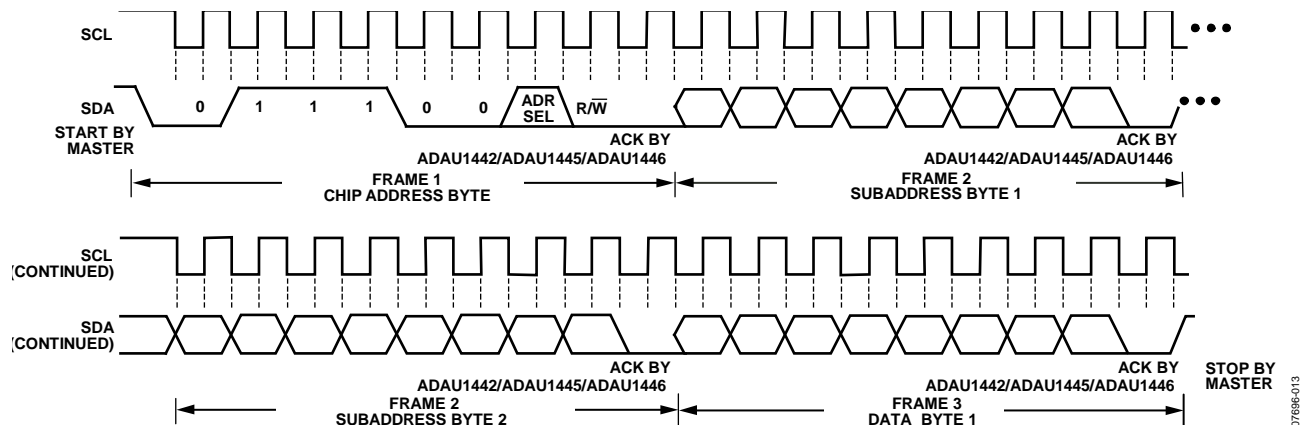 SCL
SDA
0 1 1 1 0 0 ADR SEL R/W̅
START BY MASTER
ACK BY
ADAU1442/ADAU1445/ADAU1446
ACK BY
ADAU1442/ADAU1445/ADAU1446
FRAME 1
CHIP ADDRESS BYTE
FRAME 2
SUBADDRESS BYTE 1
SCL
(CONTINUED)
SDA
(CONTINUED)
ACK BY
ADAU1442/ADAU1445/ADAU1446
ACK BY
ADAU1442/ADAU1445/ADAU1446
STOP BY
MASTER
FRAME 2
SUBADDRESS BYTE 2
FRAME 3
DATA BYTE 1
07696-013